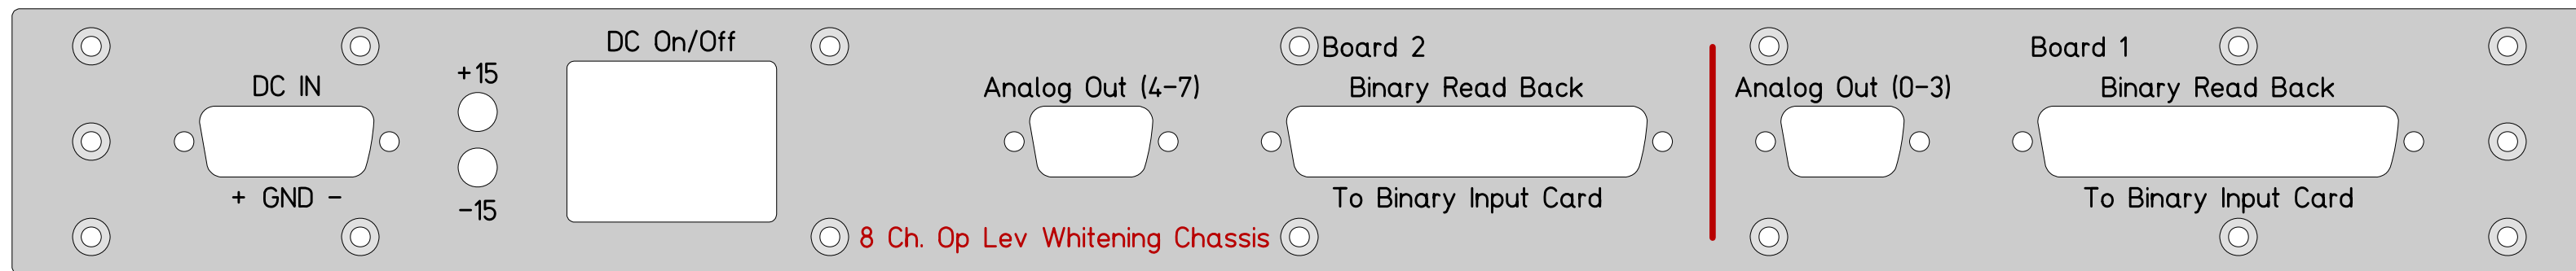 DC On/Off
Board 2
Board 1
DC IN
+15
Analog Out (4-7)
Binary Read Back
Analog Out (0-3)
Binary Read Back
+ GND -
-15
To Binary Input Card
To Binary Input Card
8 Ch. Op Lev Whitening Chassis